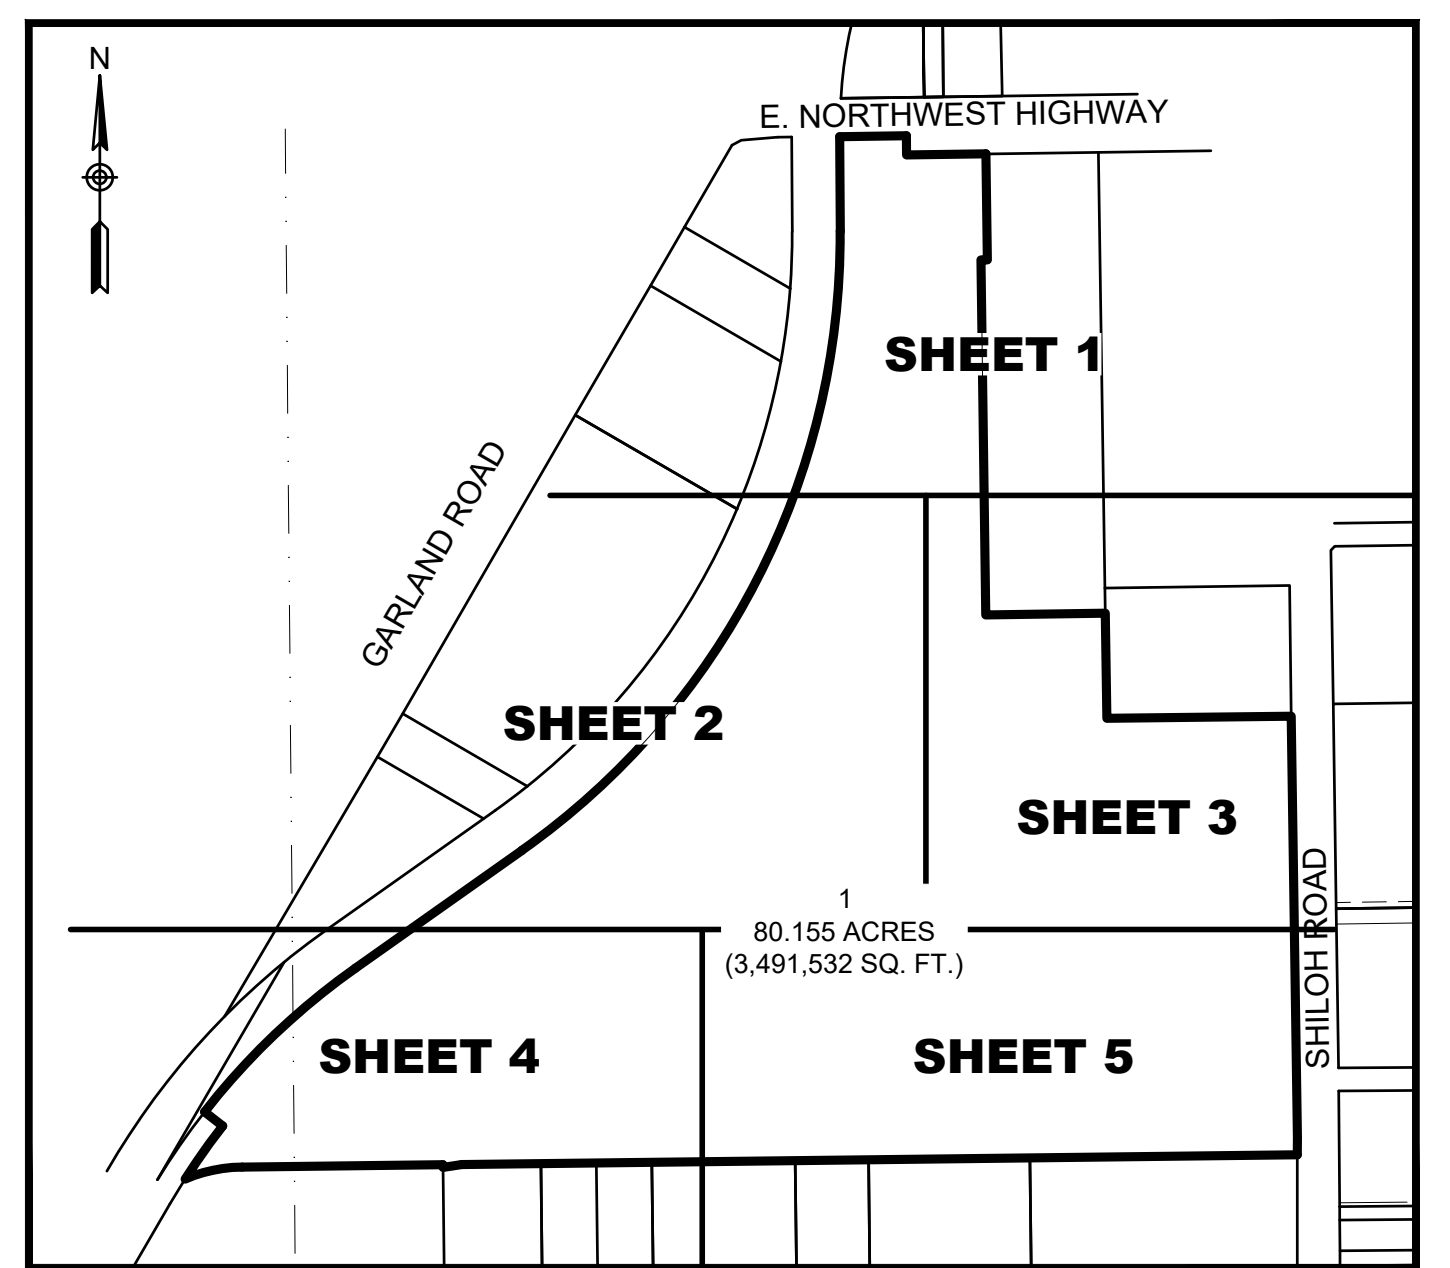 N
E. NORTHWEST HIGHWAY
SHEET 1
GARLAND ROAD
SHEET 2
SHEET 3
1
80.155 ACRES
(3,491,532 SQ. FT.)
SHILOH ROAD
SHEET 4
SHEET 5